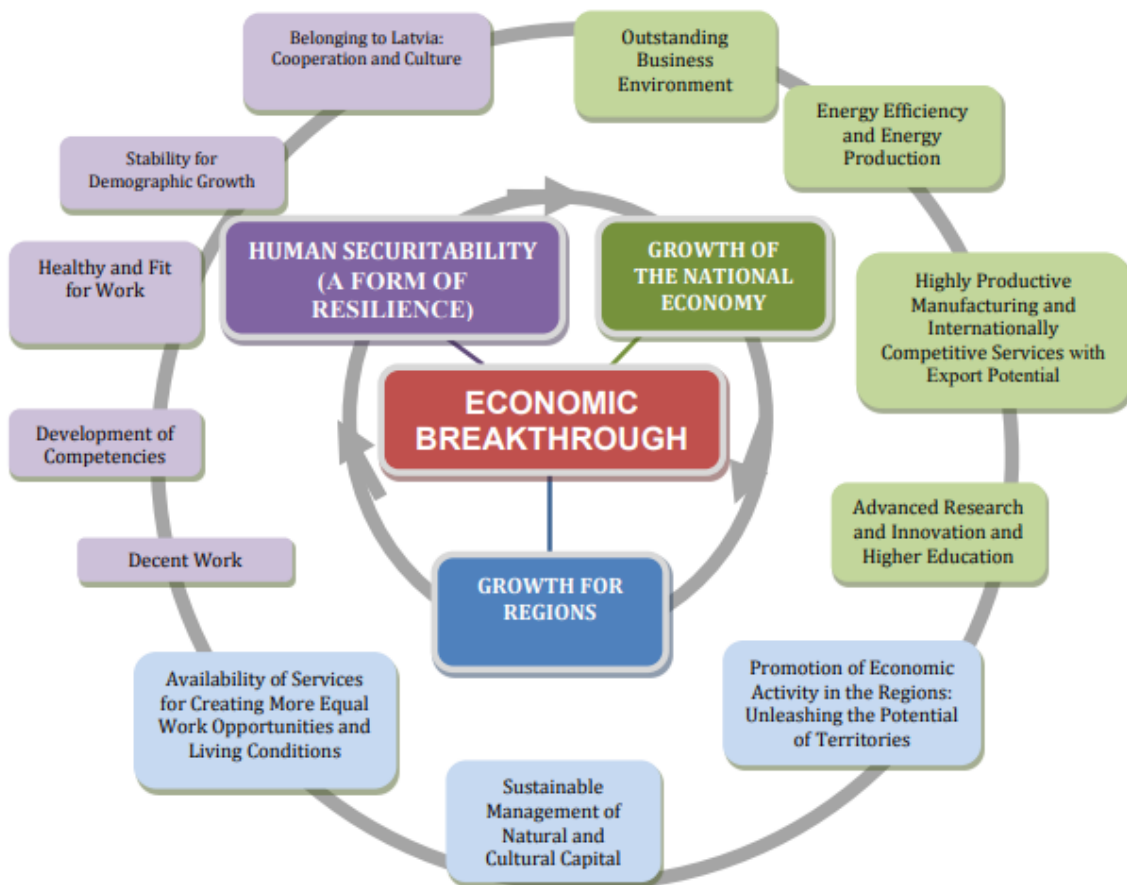 Belonging to Latvia:
Cooperation and Culture
Outstanding
Business
Environment
Energy Efficiency
and Energy
Production
Stability for
Demographic Growth
HUMAN SECURITABILITY
(A FORM OF
RESILIENCE)
GROWTH OF
THE NATIONAL
ECONOMY
Healthy and Fit
for Work
Highly Productive
Manufacturing and
Internationally
Competitive Services with
Export Potential
ECONOMIC
BREAKTHROUGH
Development of
Competencies
Advanced Research
and Innovation and
Higher Education
Decent Work
GROWTH FOR
REGIONS
Availability of Services
for Creating More Equal
Work Opportunities and
Living Conditions
Promotion of Economic
Activity in the Regions:
Unleashing the Potential
of Territories
Sustainable
Management of
Natural and
Cultural Capital